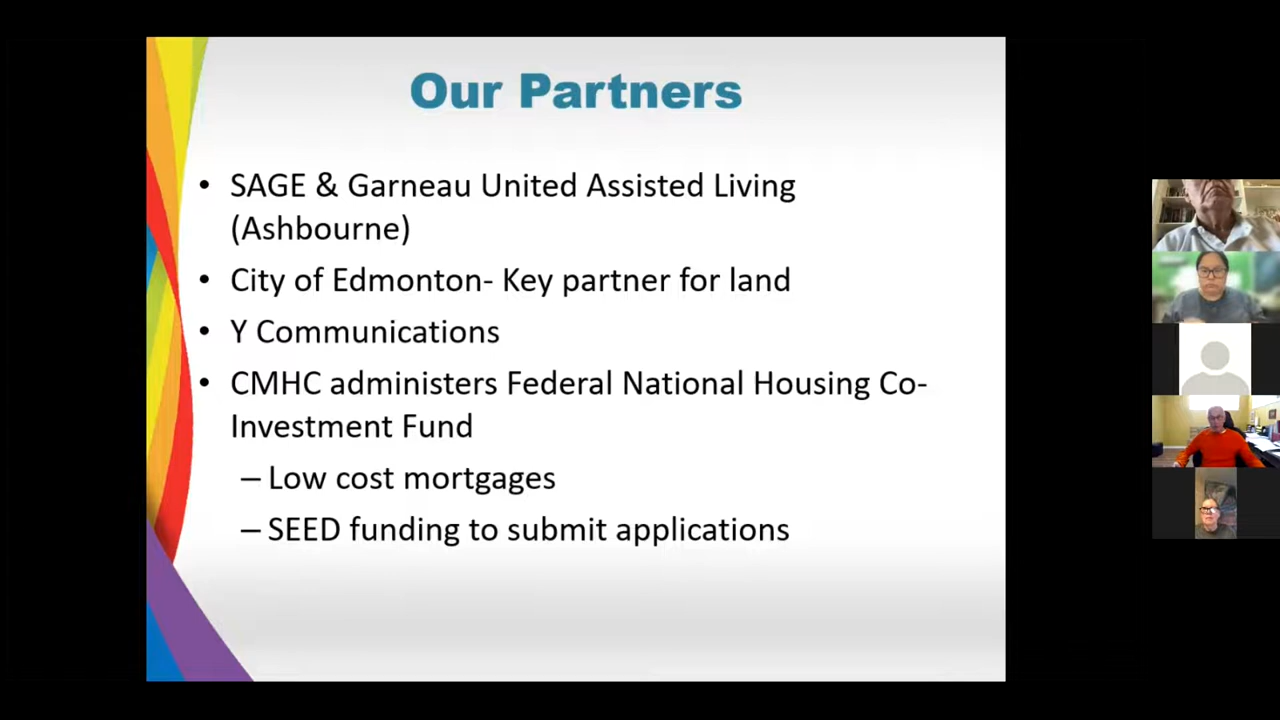 Our Partners
• SAGE & Garneau United Assisted Living
(Ashbourne)
• City of Edmonton- Key partner for land
• Y Communications
• CMHC administers Federal National Housing Co-
Investment Fund
– Low cost mortgages
– SEED funding to submit applications